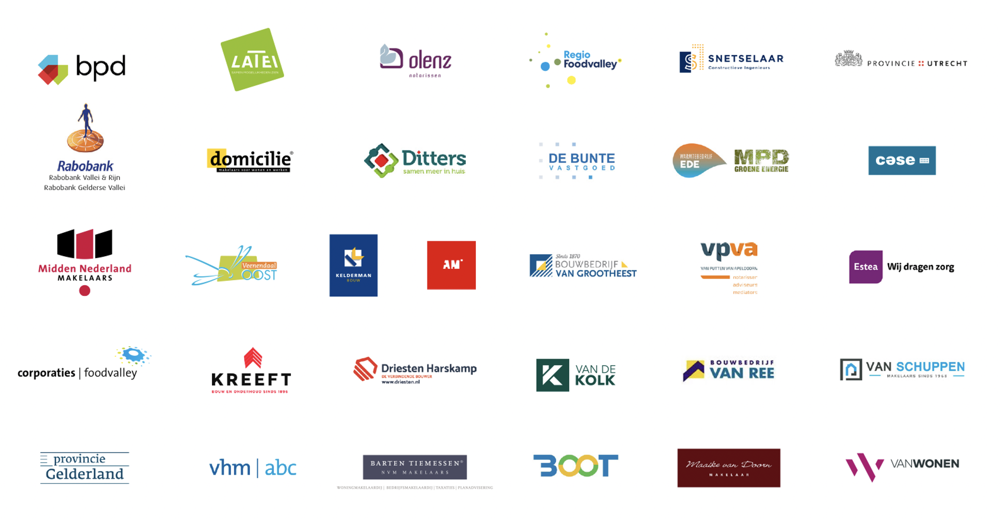 bpd
LATEI
SAMEN MOGELIJKHEDEN ZIEN
Dolenz
notarissen
Regio
Foodvalley
SNETSELAAR
Constructieve Ingenieurs
PROVINCIE UTRECHT
Rabobank
Rabobank Vallei & Rijn
Rabobank Gelderse Vallei
domicilie®
makelaars voor wonen en werken
Ditters
samen meer in huis
DE BUNTE
VASTGOED
WARMTEBEDRIJF
EDE
MPD
GROENE ENERGIE
cəse
Midden Nederland
MAKELAARS
Veenendaal
OOST
KELDERMAN
BOUW
AM
Sinds 1870
BOUWBEDRIJF
VAN GROOTHEEST
vpva
VAN PUTTEN VAN APELDOORN
notarissen
adviseurs
mediators
Estea
Wij dragen zorg
corporaties | foodvalley
KREEFT
BOUW EN ONDERHOUD SINDS 1896
Driesten Harskamp
DE VERBINDENDE BOUWER
www.driesten.nl
K
VAN DE
KOLK
BOUWBEDRIJF
VAN REE
VAN SCHUPPEN
MAKELAARS SINDS 1968
provincie
Gelderland
vhm | abc
BARTEN TIEMESSEN®
NVM MAKELAARS
WONINGMAKELAARDIJ | BEDRIJFSMAKELAARDIJ | TAXATIES | PLANADVISERING
BOOT
Maaike van Doorn
MAKELAAR
VANWONEN